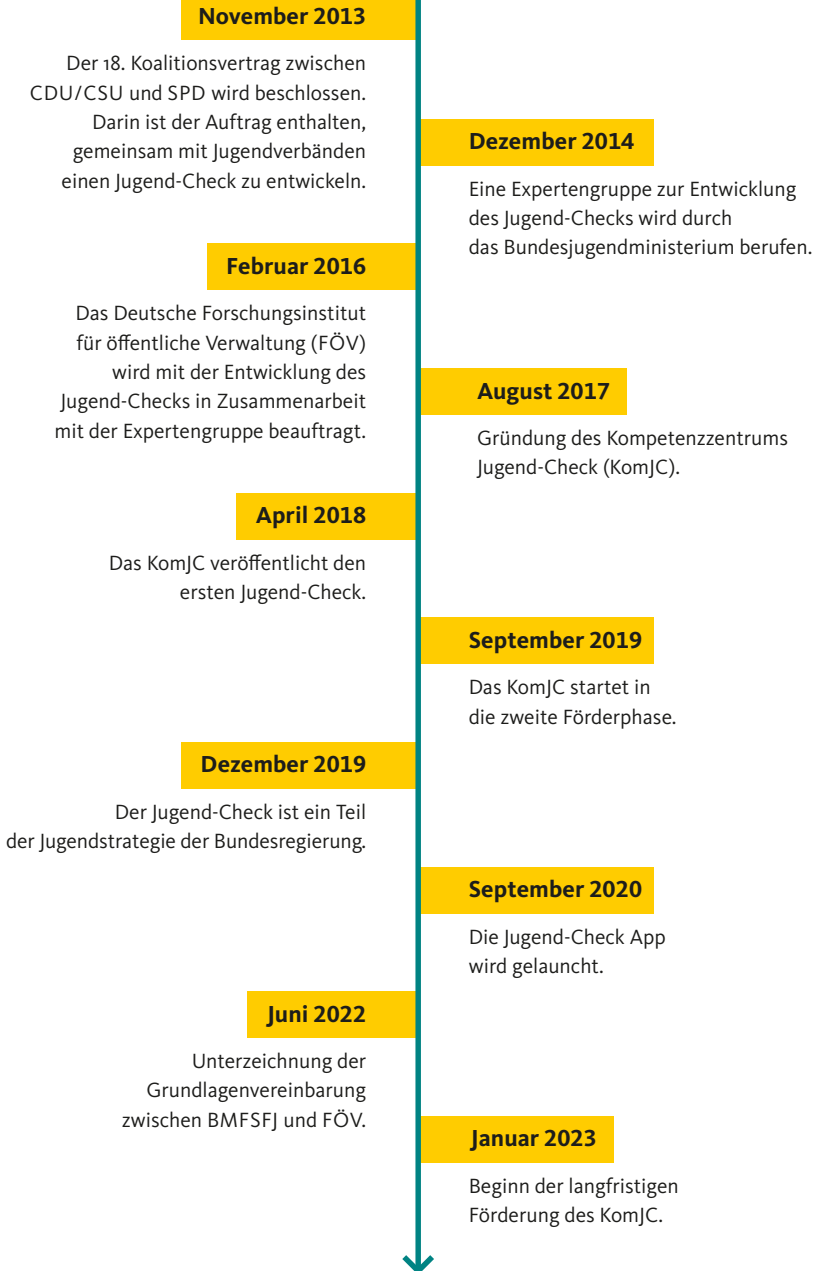 November 2013
Der 18. Koalitionsvertrag zwischen
CDU/CSU und SPD wird beschlossen.
Darin ist der Auftrag enthalten,
gemeinsam mit Jugendverbänden
einen Jugend-Check zu entwickeln.
Dezember 2014
Eine Expertengruppe zur Entwicklung
des Jugend-Checks wird durch
das Bundesjugendministerium berufen.
Februar 2016
Das Deutsche Forschungsinstitut
für öffentliche Verwaltung (FÖV)
wird mit der Entwicklung des
Jugend-Checks in Zusammenarbeit
mit der Expertengruppe beauftragt.
August 2017
Gründung des Kompetenzzentrums
Jugend-Check (KomJC).
April 2018
Das KomJC veröffentlicht den
ersten Jugend-Check.
September 2019
Das KomJC startet in
die zweite Förderphase.
Dezember 2019
Der Jugend-Check ist ein Teil
der Jugendstrategie der Bundesregierung.
September 2020
Die Jugend-Check App
wird gelauncht.
Juni 2022
Unterzeichnung der
Grundlagenvereinbarung
zwischen BMFSFJ und FÖV.
Januar 2023
Beginn der langfristigen
Förderung des KomJC.